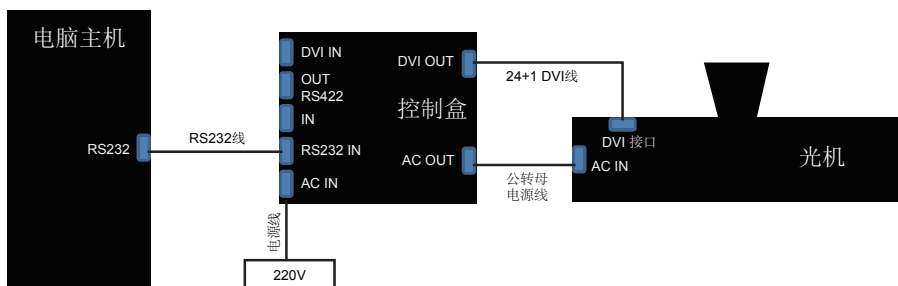 电脑主机
RS232
RS232线
DVI IN
OUT
RS422
IN
RS232 IN
AC IN
DVI OUT
控制盒
AC OUT
电源线
220V
24+1 DVI线
公转母
电源线
DVI 接口
AC IN
光机